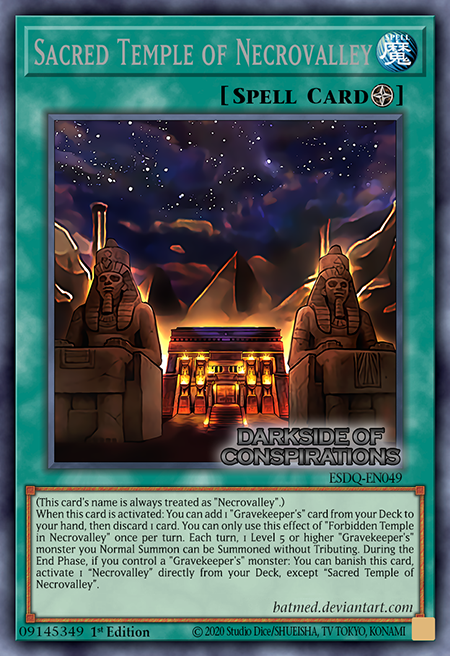 SACRED TEMPLE OF NECROVALLEY
SPELL
魔
[SPELL CARD]
DARKSIDE OF
CONSPIRATIONS
ESDQ-EN049
(This card's name is always treated as "Necrovalley".)
When this card is activated: You can add 1 "Gravekeeper's" card from your Deck to
your hand, then discard 1 card. You can only use this effect of "Forbidden Temple
in Necrovalley" once per turn. Each turn, 1 Level 5 or higher "Gravekeeper's"
monster you Normal Summon can be Summoned without Tributing. During the
End Phase, if you control a "Gravekeeper's" monster: You can banish this card,
activate 1 "Necrovalley" directly from your Deck, except "Sacred Temple of
Necrovalley".
batmed.deviantart.com
09145349 1st Edition ©2020 Studio Dice/SHUEISHA, TV TOKYO, KONAMI